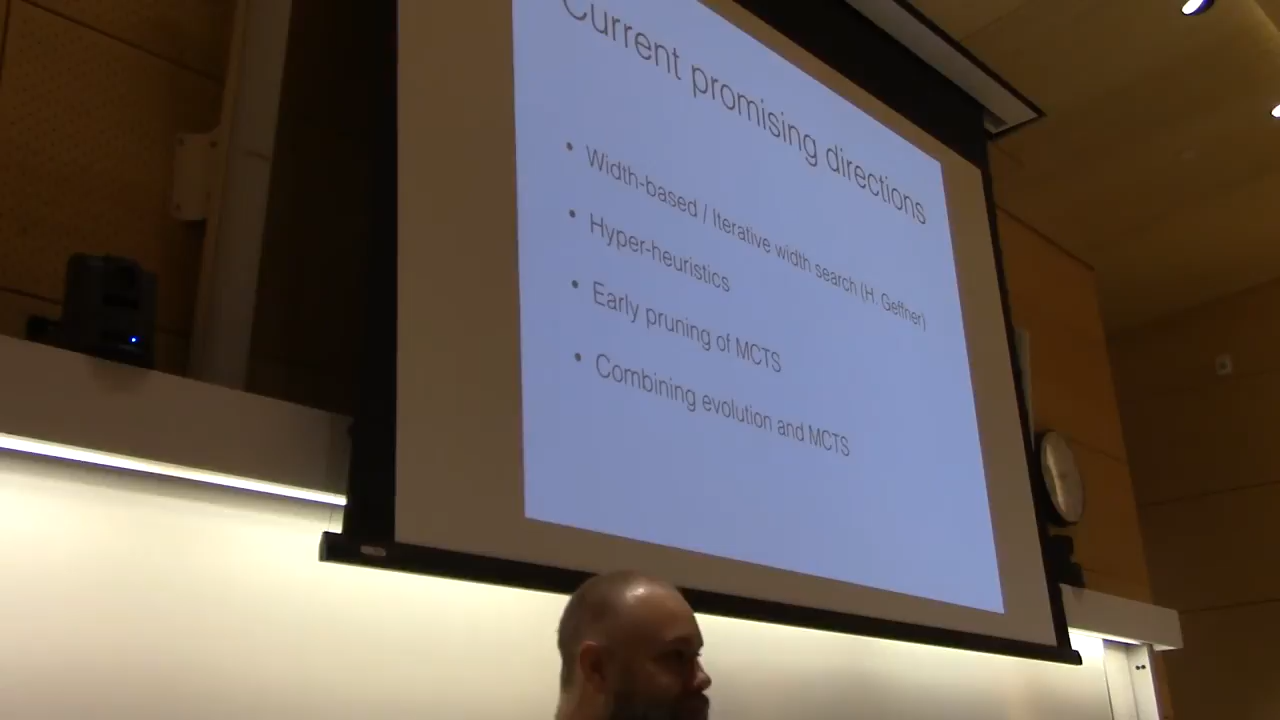 Current promising directions
• Width-based / Iterative width search (H. Geffner)
• Hyper-heuristics
• Early pruning of MCTS
• Combining evolution and MCTS